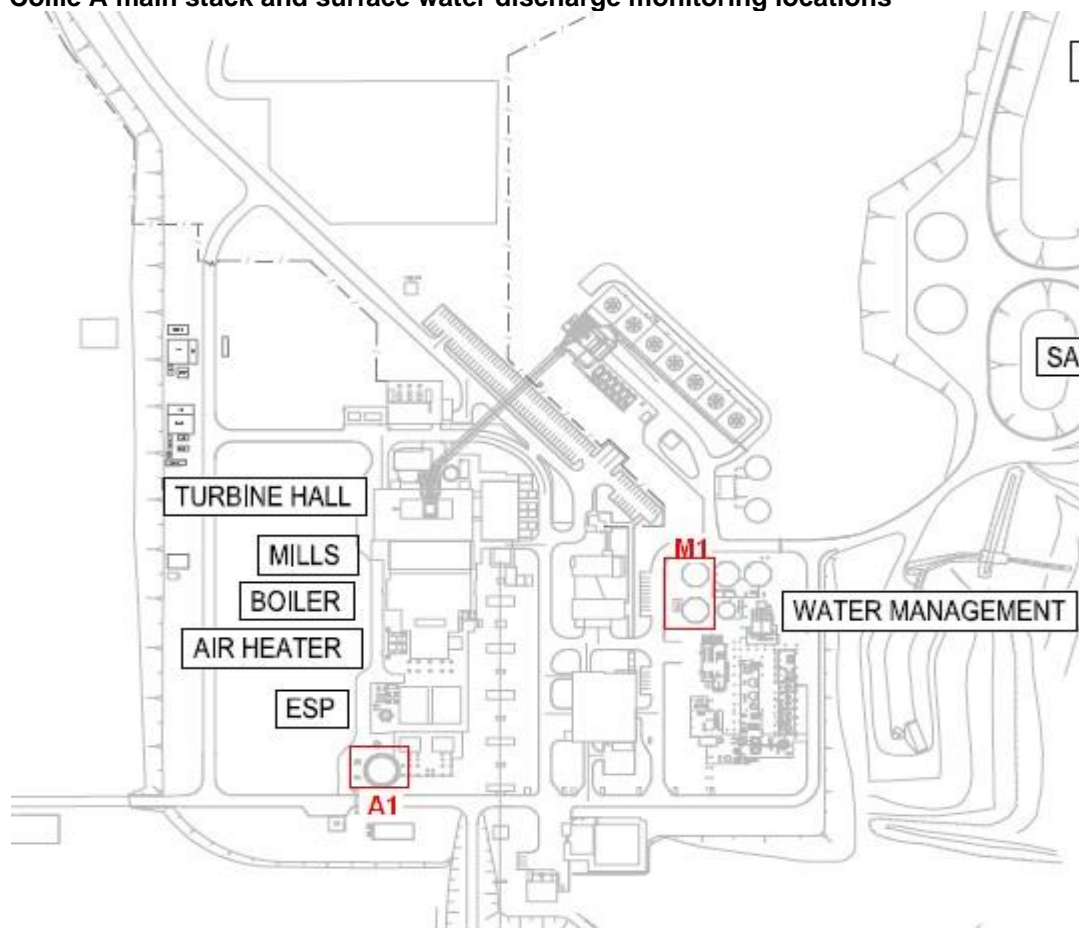 Collie A main stack and surface water discharge monitoring locations
SA
TURBINE HALL
MILLS
M1
BOILER
WATER MANAGEMENT
AIR HEATER
ESP
A1